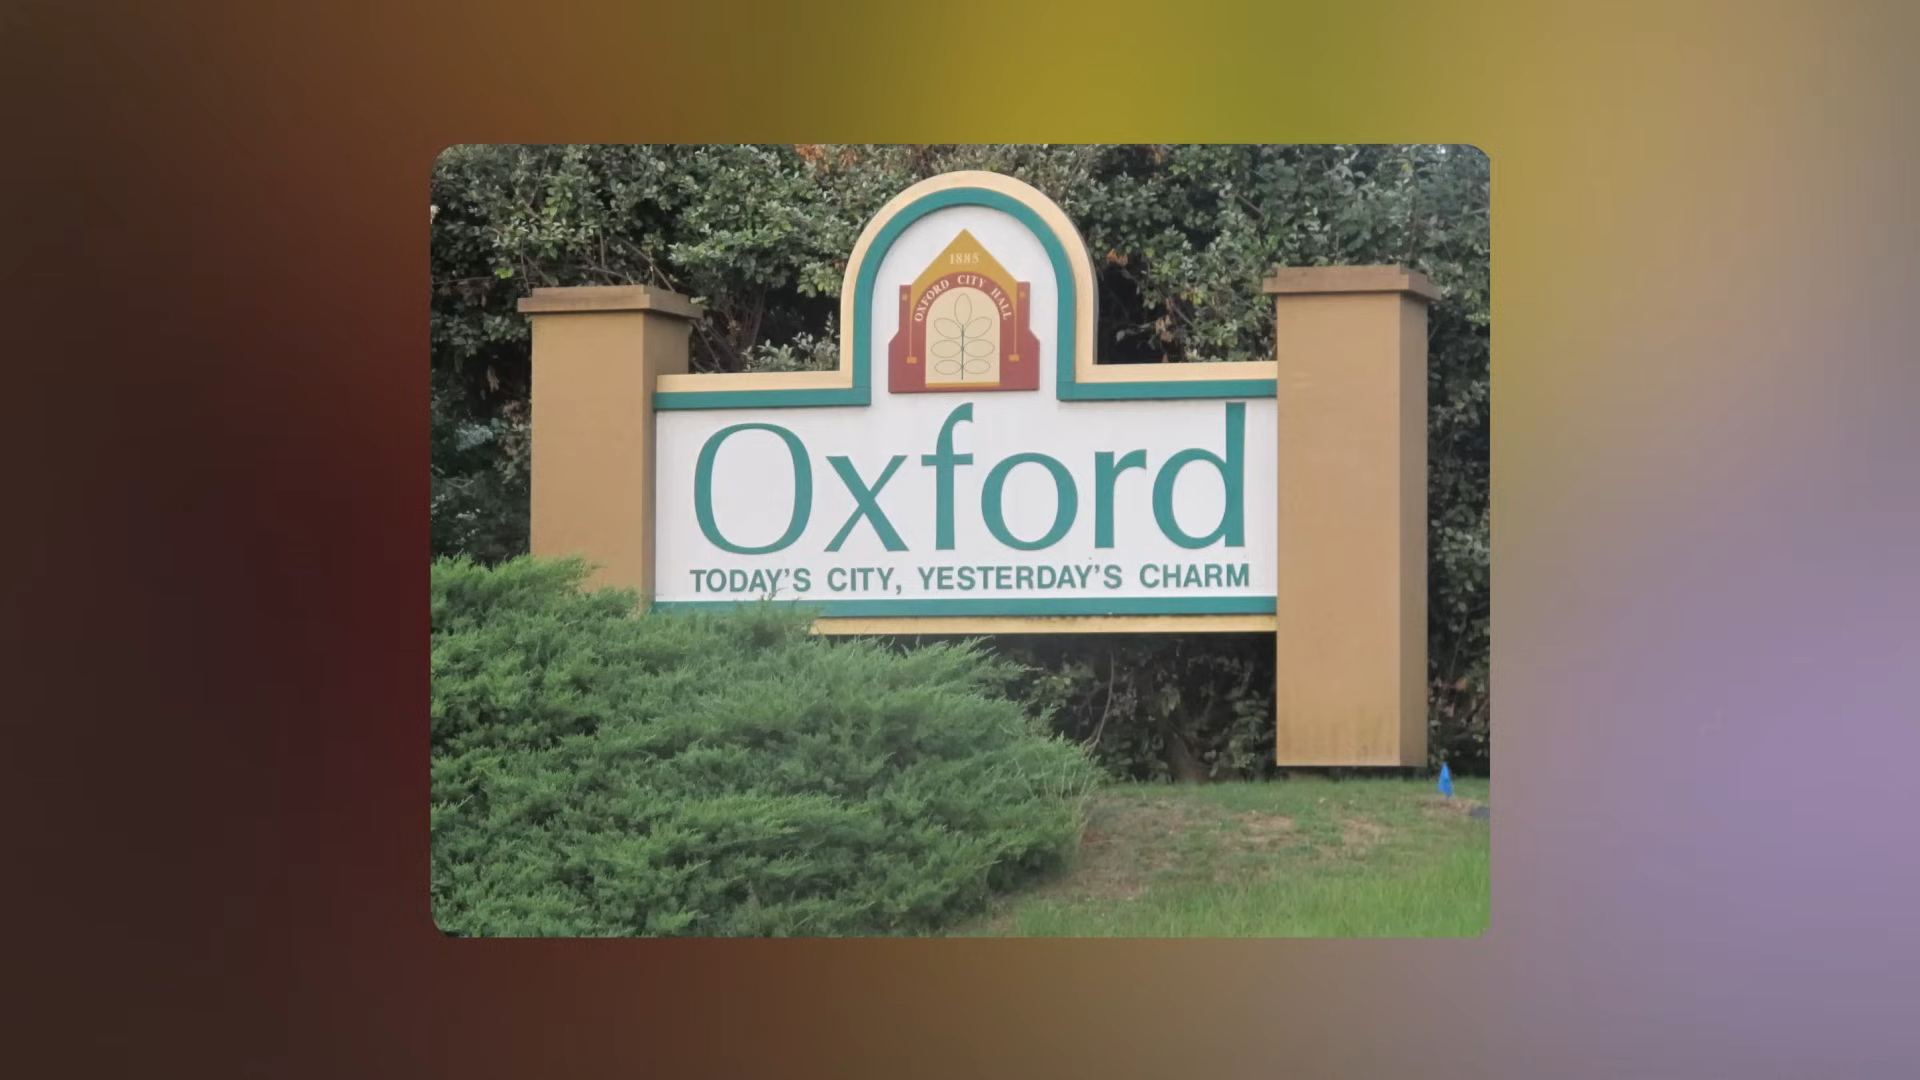 1885
OXFORD CITY HALL
Oxford
TODAY'S CITY, YESTERDAY'S CHARM